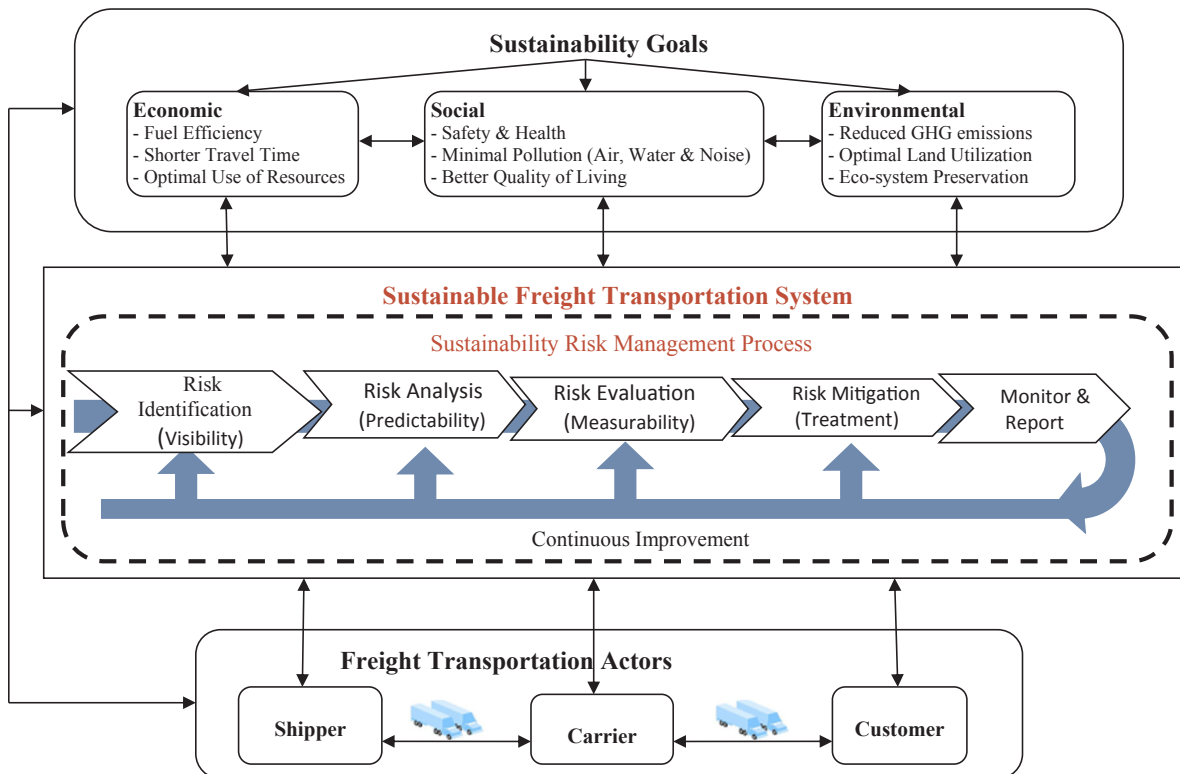 Sustainability Goals
Economic
- Fuel Efficiency
- Shorter Travel Time
- Optimal Use of Resources
Social
- Safety & Health
- Minimal Pollution (Air, Water & Noise)
- Better Quality of Living
Environmental
- Reduced GHG emissions
- Optimal Land Utilization
- Eco-system Preservation
Sustainable Freight Transportation System
Sustainability Risk Management Process
Risk
Identification
(Visibility)
Risk Analysis
(Predictability)
Risk Evaluation
(Measurability)
Risk Mitigation
(Treatment)
Monitor &
Report
Continuous Improvement
Freight Transportation Actors
Shipper
Carrier
Customer